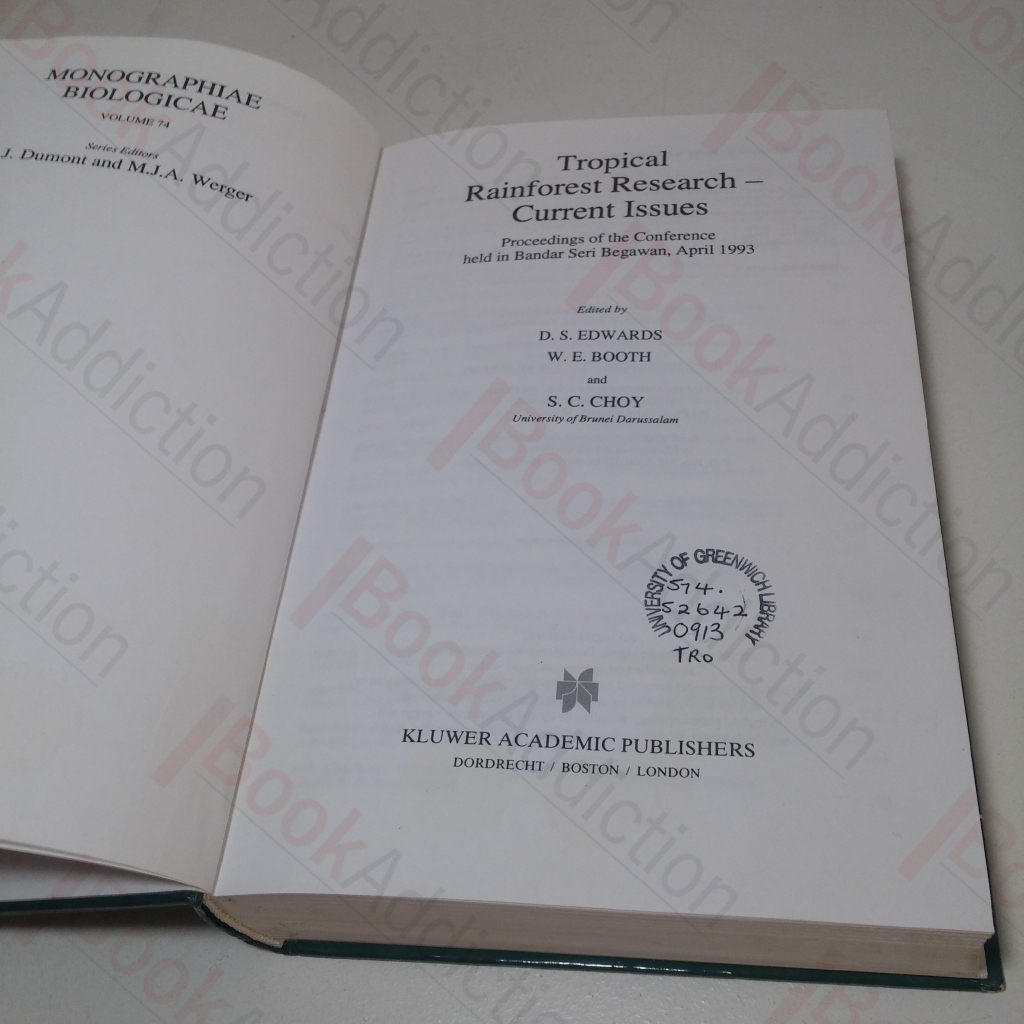 MONOGRAPHIAE
BIOLOGICAE
VOLUME 74
Series Editors
J. Dumont and M.J.A. Werger
Tropical
Rainforest Research –
Current Issues
Proceedings of the Conference
held in Bandar Seri Begawan, April 1993
Edited by
D. S. EDWARDS
W. E. BOOTH
and
S. C. CHOY
University of Brunei Darussalam
UNIVERSITY OF GREENWICH LIBRARY
574.
52642
0913
TRO
KLUWER ACADEMIC PUBLISHERS
DORDRECHT / BOSTON / LONDON
BookAddiction